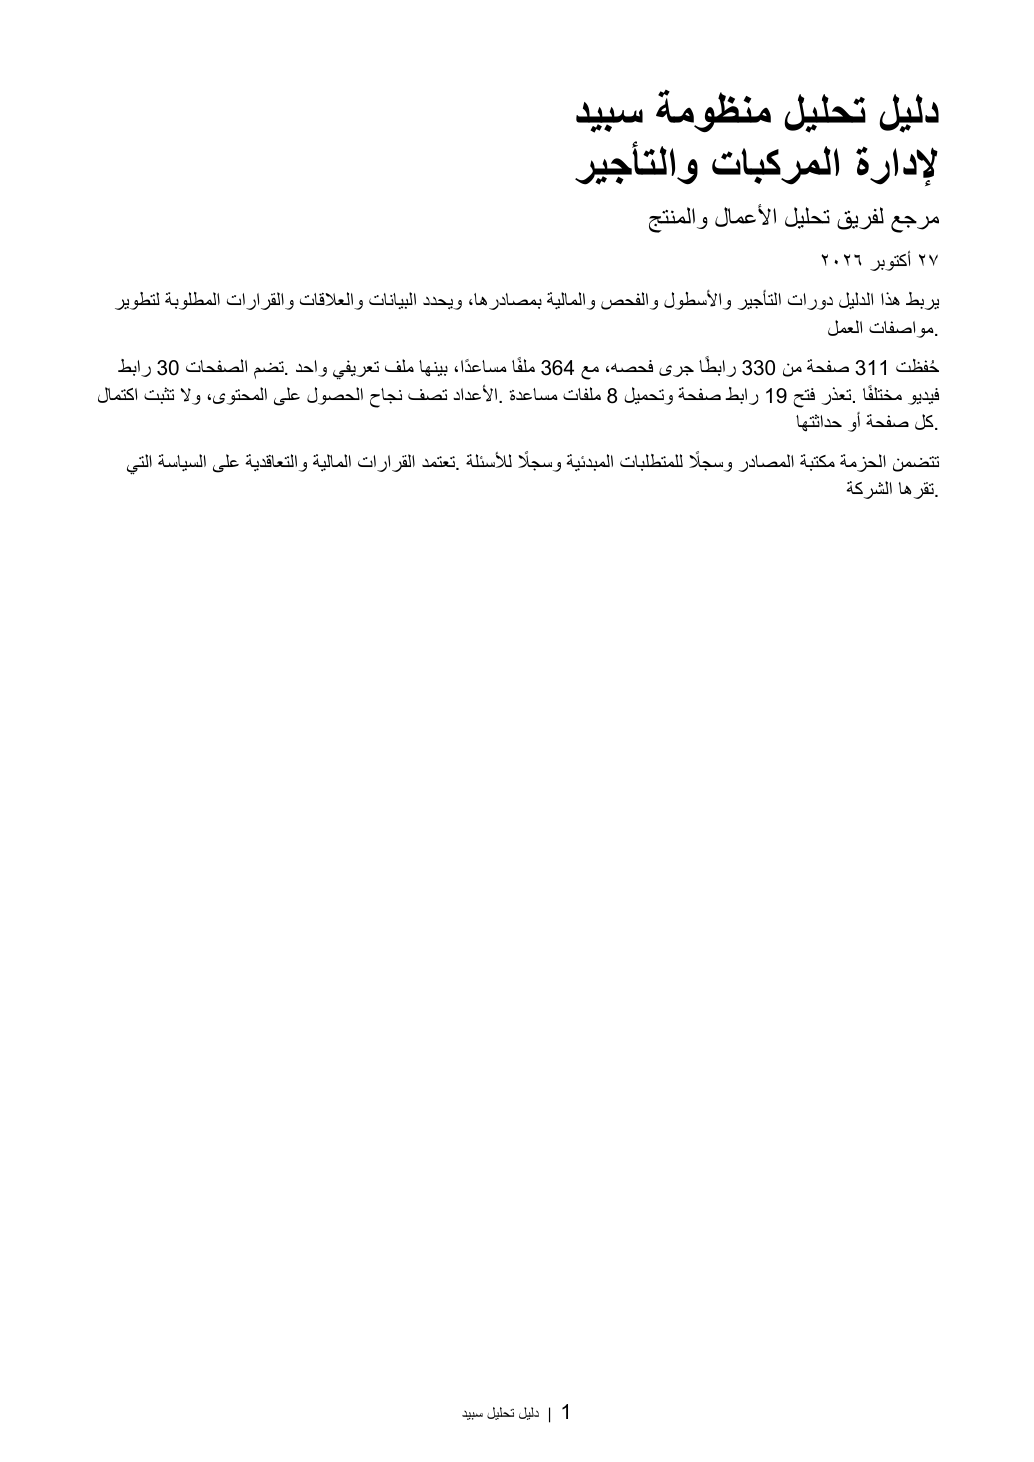 دليل تحليل منظومة سبيد
لإدارة المركبات والتأجير
مرجع لفريق تحليل الأعمال والمنتج
٢٧ أكتوبر ٢٠٢٦
يربط هذا الدليل دورات التأجير والأسطول والفحص والمالية بمصادرها، ويحدد البيانات والعلاقات والقرارات المطلوبة لتطوير
مواصفات العمل.
حُفظت 311 صفحة من 330 رابطًا جرى فحصه، مع 364 ملفًا مساعدًا، بينها ملف تعريفي واحد. تضم الصفحات 30 رابط
فيديو مختلفًا. تعذر فتح 19 رابط صفحة وتحميل 8 ملفات مساعدة. الأعداد تصف نجاح الحصول على المحتوى، ولا تثبت اكتمال
كل صفحة أو حداثتها.
تتضمن الحزمة مكتبة المصادر وسجلًا للمتطلبات المبدئية وسجلًا للأسئلة. تعتمد القرارات المالية والتعاقدية على السياسة التي
تقرها الشركة.
دليل تحليل سبيد | 1